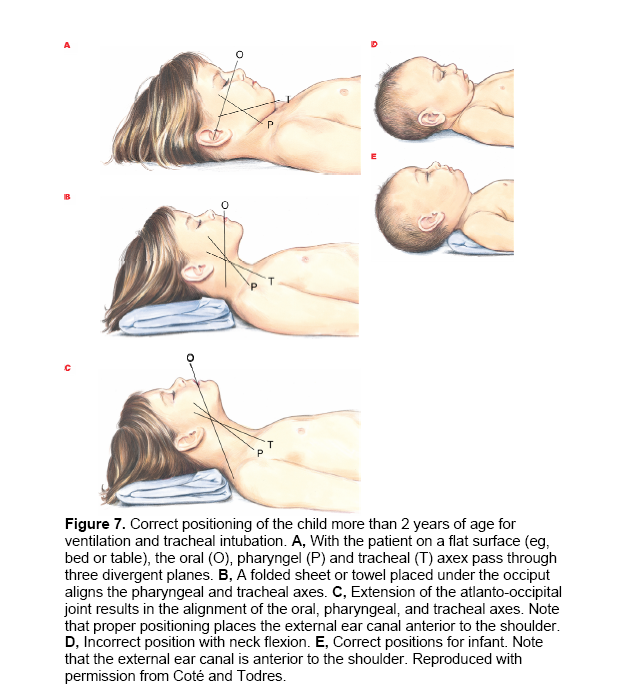 A
O
T
P
D
E
B
O
T
P
C
O
T
P
Figure 7. Correct positioning of the child more than 2 years of age for
ventilation and tracheal intubation. A, With the patient on a flat surface (eg,
bed or table), the oral (O), pharyngel (P) and tracheal (T) axex pass through
three divergent planes. B, A folded sheet or towel placed under the occiput
aligns the pharyngeal and tracheal axes. C, Extension of the atlanto-occipital
joint results in the alignment of the oral, pharyngeal, and tracheal axes. Note
that proper positioning places the external ear canal anterior to the shoulder.
D, Incorrect position with neck flexion. E, Correct positions for infant. Note
that the external ear canal is anterior to the shoulder. Reproduced with
permission from Coté and Todres.